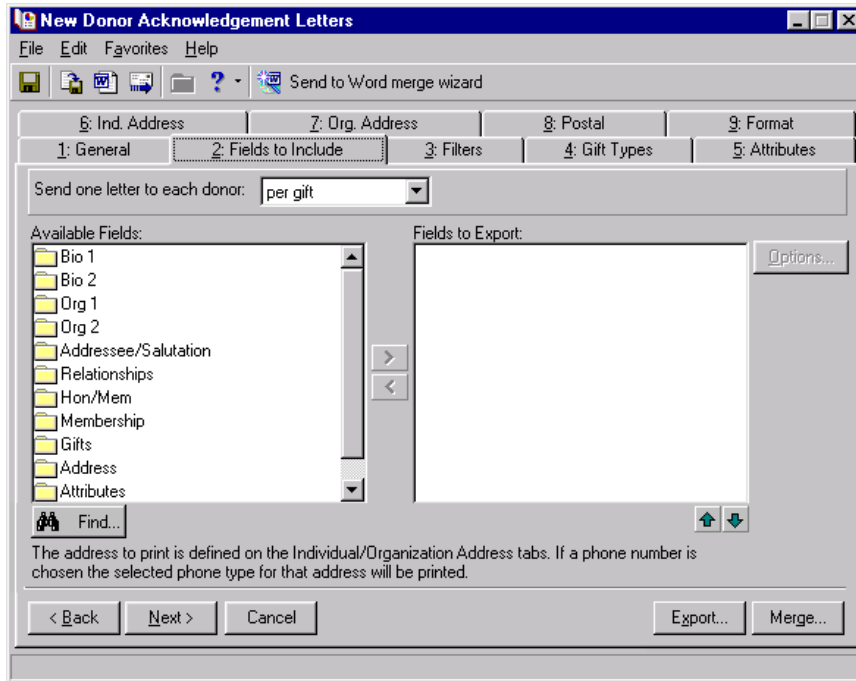 New Donor Acknowledgement Letters
File Edit Favorites Help
Send to Word merge wizard
6: Ind. Address 7: Org. Address 8: Postal 9: Format
1: General 2: Fields to Include 3: Filters 4: Gift Types 5: Attributes
Send one letter to each donor: per gift
Available Fields: Fields to Export:
Bio 1 Options...
Bio 2
Org 1
Org 2
Addressee/Salutation
> Relationships
< Hon/Mem
Membership
Gifts
Address
Attributes
Find...
The address to print is defined on the Individual/Organization Address tabs. If a phone number is
chosen the selected phone type for that address will be printed.
< Back Next > Cancel Export... Merge...